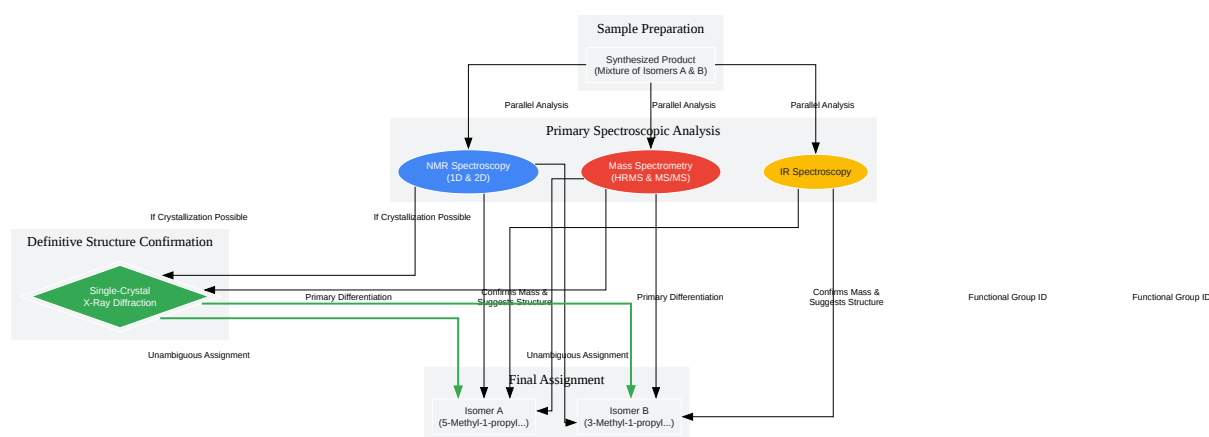 Sample Preparation
Synthesized Product
(Mixture of Isomers A & B)
Parallel Analysis
Parallel Analysis
Parallel Analysis
Primary Spectroscopic Analysis
NMR Spectroscopy
(1D & 2D)
Mass Spectrometry
(HRMS & MS/MS)
IR Spectroscopy
If Crystallization Possible
If Crystallization Possible
Definitive Structure Confirmation
Single-Crystal
X-Ray Diffraction
Primary Differentiation
Confirms Mass &
Suggests Structure
Primary Differentiation
Confirms Mass &
Suggests Structure
Functional Group ID
Functional Group ID
Unambiguous Assignment
Unambiguous Assignment
Final Assignment
Isomer A
(5-Methyl-1-propyl...)
Isomer B
(3-Methyl-1-propyl...)